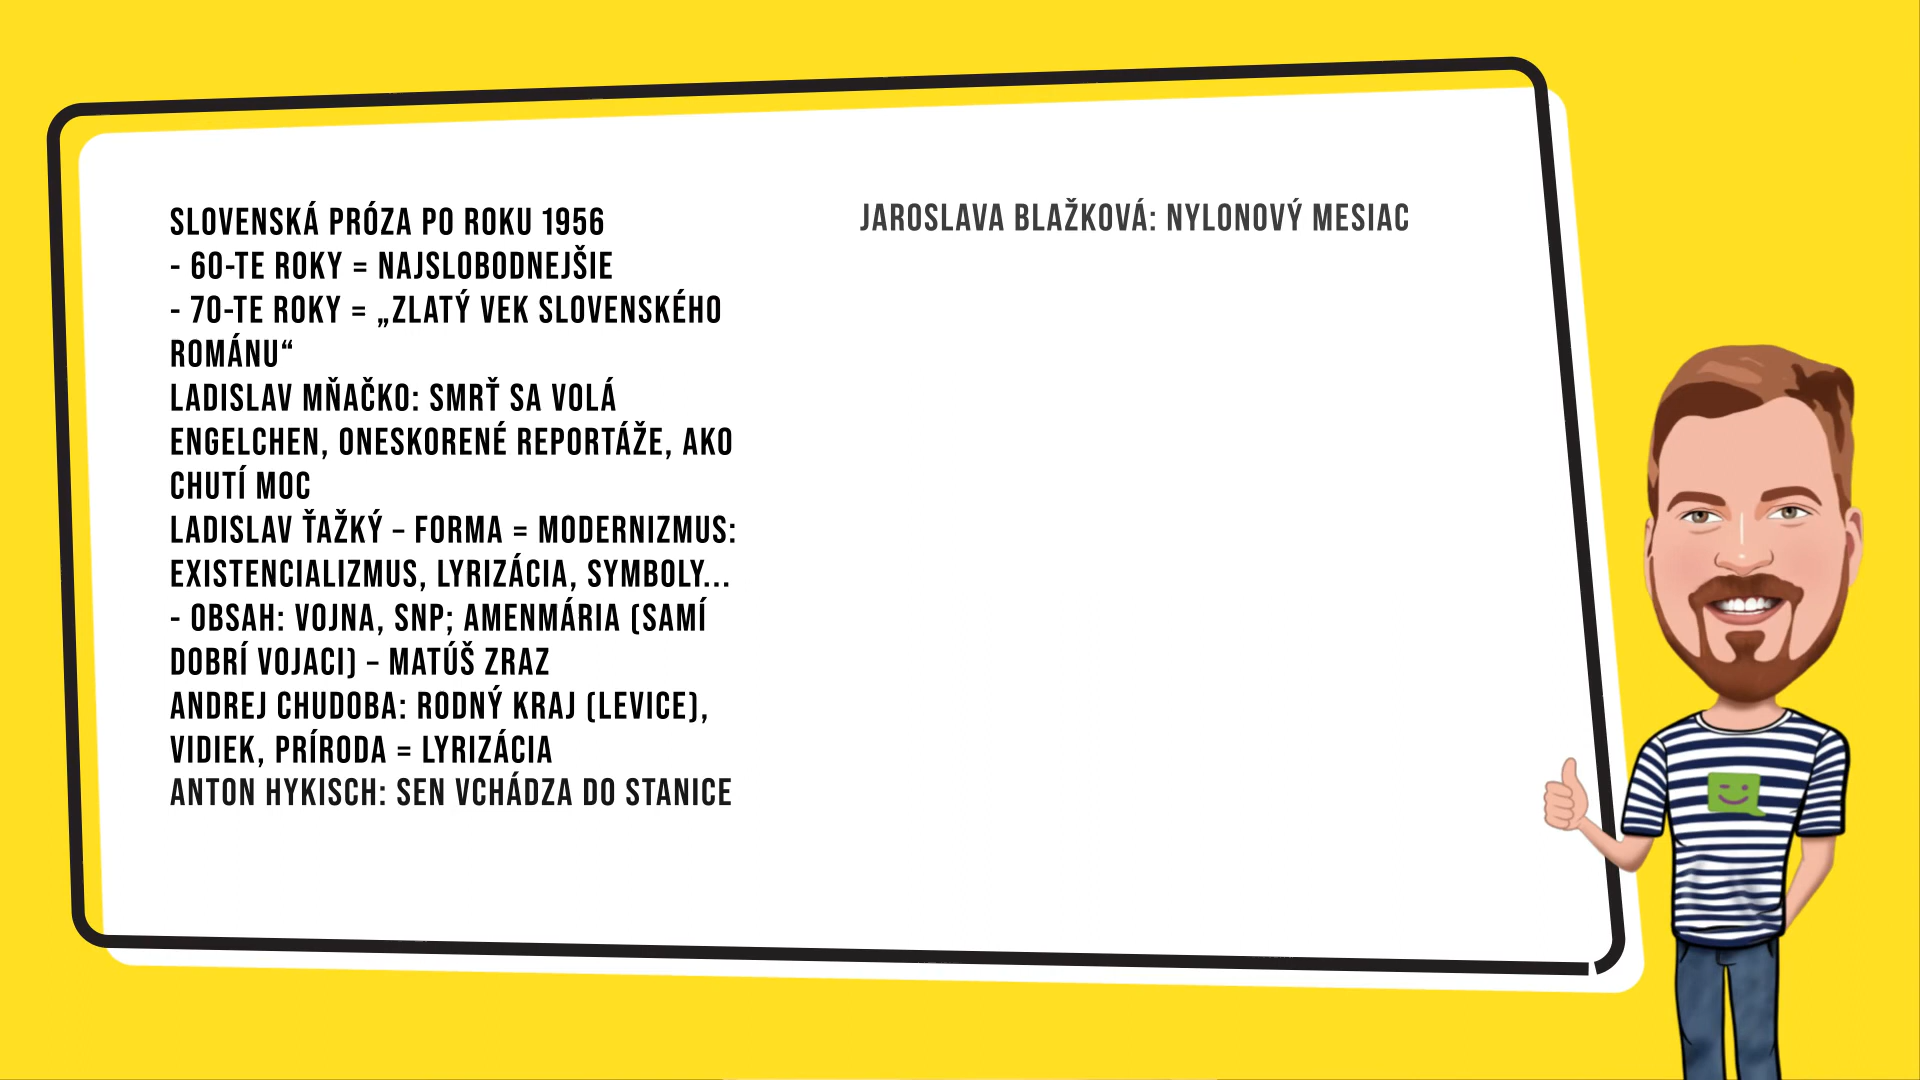 SLOVENSKÁ PRÓZA PO ROKU 1956
- 60-TE ROKY = NAJSLOBODNEJŠIE
- 70-TE ROKY = „ZLATÝ VEK SLOVENSKÉHO
ROMÁNU“
LADISLAV MŇAČKO: SMRŤ SA VOLÁ
ENGELCHEN, ONESKORENÉ REPORTÁŽE, AKO
CHUTÍ MOC
LADISLAV ŤAŽKÝ – FORMA = MODERNIZMUS:
EXISTENCIALIZMUS, LYRIZÁCIA, SYMBOLY...
- OBSAH: VOJNA, SNP; AMENMÁRIA (SAMÍ
DOBRÍ VOJACI) – MATÚŠ ZRAZ
ANDREJ CHUDOBA: RODNÝ KRAJ (LEVICE),
VIDIEK, PRÍRODA = LYRIZÁCIA
ANTON HYKISCH: SEN VCHÁDZA DO STANICE
JAROSLAVA BLAŽKOVÁ: NYLONOVÝ MESIAC